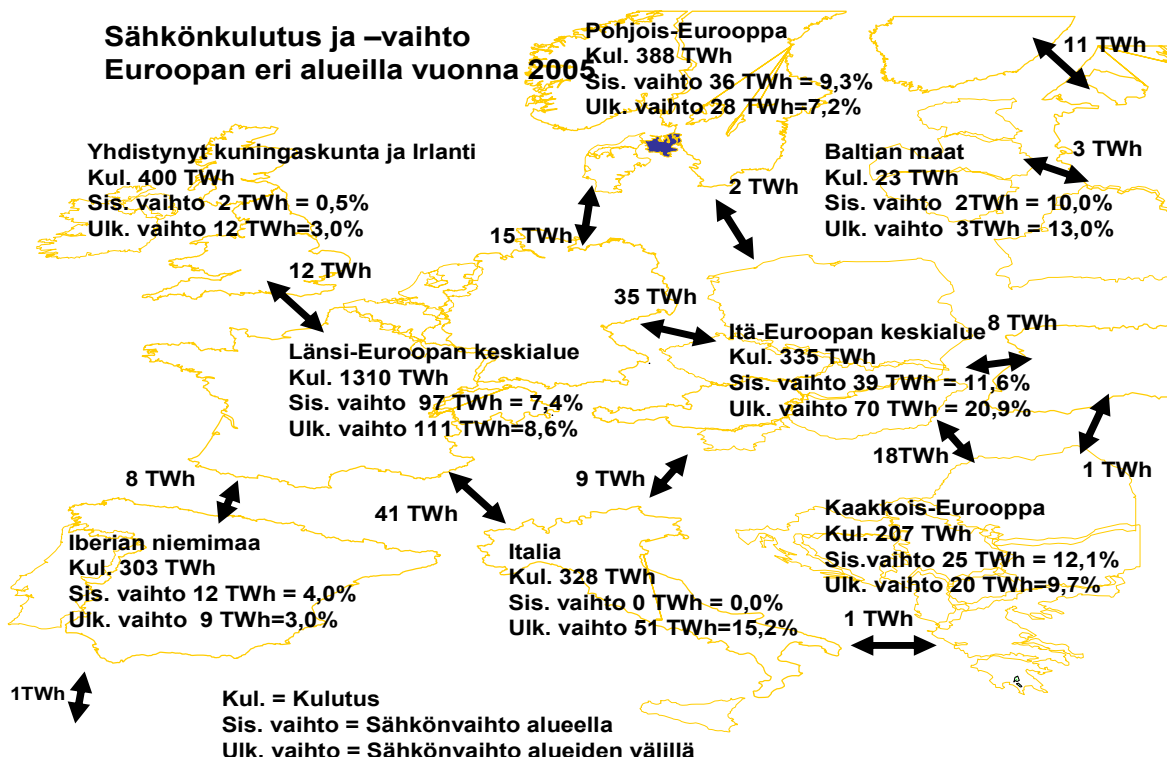 Sähkönkulutus ja –vaihto
Euroopan eri alueilla vuonna 2005
Pohjois-Eurooppa
Kul. 388 TWh
Sis. vaihto 36 TWh = 9,3%
Ulk. vaihto 28 TWh=7,2%
11 TWh
Yhdistynyt kuningaskunta ja Irlanti
Kul. 400 TWh
Sis. vaihto 2 TWh = 0,5%
Ulk. vaihto 12 TWh=3,0%
Baltian maat
Kul. 23 TWh
Sis. vaihto 2TWh = 10,0%
Ulk. vaihto 3TWh = 13,0%
3 TWh
2 TWh
15 TWh
12 TWh
35 TWh
Länsi-Euroopan keskialue
Kul. 1310 TWh
Sis. vaihto 97 TWh = 7,4%
Ulk. vaihto 111 TWh=8,6%
Itä-Euroopan keskialue
Kul. 335 TWh
Sis. vaihto 39 TWh = 11,6%
Ulk. vaihto 70 TWh = 20,9%
8 TWh
18TWh
1 TWh
8 TWh
41 TWh
9 TWh
Iberian niemimaa
Kul. 303 TWh
Sis. vaihto 12 TWh = 4,0%
Ulk. vaihto 9 TWh=3,0%
Italia
Kul. 328 TWh
Sis. vaihto 0 TWh = 0,0%
Ulk. vaihto 51 TWh=15,2%
Kaakkois-Eurooppa
Kul. 207 TWh
Sis.vaihto 25 TWh = 12,1%
Ulk. vaihto 20 TWh=9,7%
1 TWh
1TWh
Kul. = Kulutus
Sis. vaihto = Sähkönvaihto alueella
Ulk. vaihto = Sähkönvaihto alueiden välillä